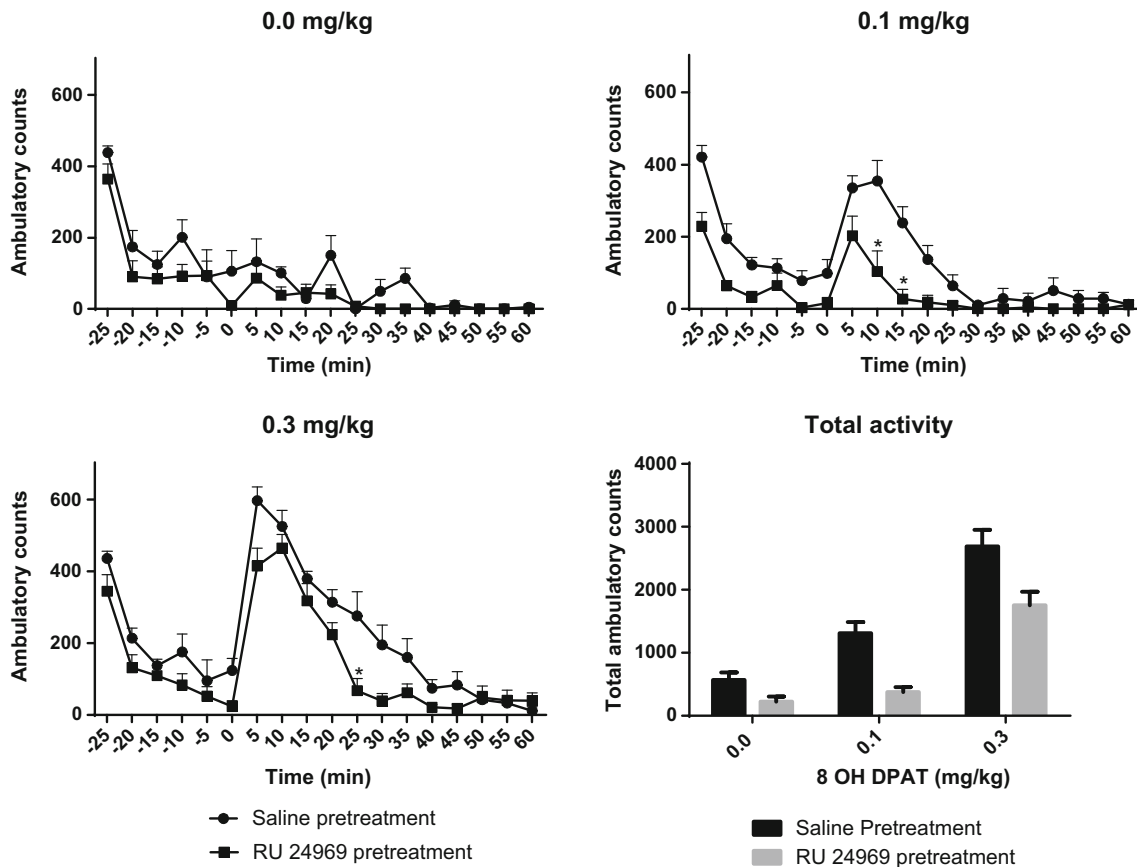 0.0 mg/kg
Ambulatory counts
600
400
200
0
-25 -20 -15 -10 -5 0 5 10 15 20 25 30 35 40 45 50 55 60
Time (min)
0.1 mg/kg
Ambulatory counts
600
400
200
0
* *
-25 -20 -15 -10 -5 0 5 10 15 20 25 30 35 40 45 50 55 60
Time (min)
0.3 mg/kg
Ambulatory counts
600
400
200
0
*
-25 -20 -15 -10 -5 0 5 10 15 20 25 30 35 40 45 50 55 60
Time (min)
Saline pretreatment
RU 24969 pretreatment
Total activity
Total ambulatory counts
4000
3000
2000
1000
0
0.0 0.1 0.3
8 OH DPAT (mg/kg)
Saline Pretreatment
RU 24969 pretreatment